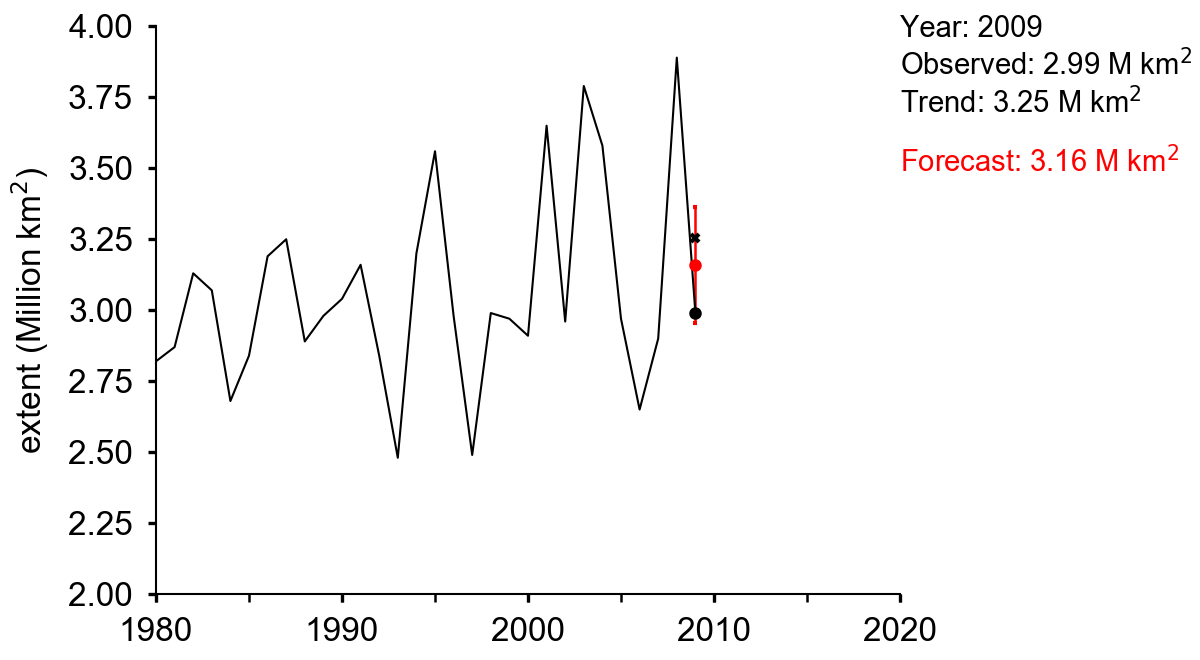 4.00
3.75
3.50
3.25
3.00
2.75
2.50
2.25
2.00
extent (Million km²)
1980
1990
2000
2010
2020
Year: 2009
Observed: 2.99 M km²
Trend: 3.25 M km²
Forecast: 3.16 M km²